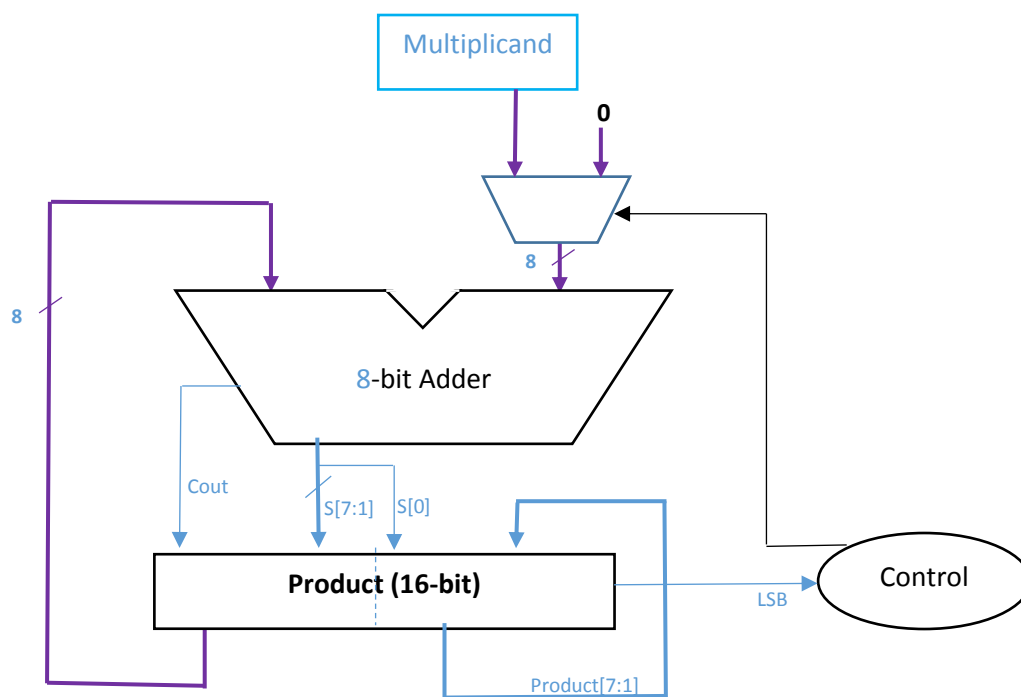 Multiplicand
0
8
8
8-bit Adder
Cout
S[7:1]
S[0]
Product (16-bit)
Control
LSB
Product[7:1]